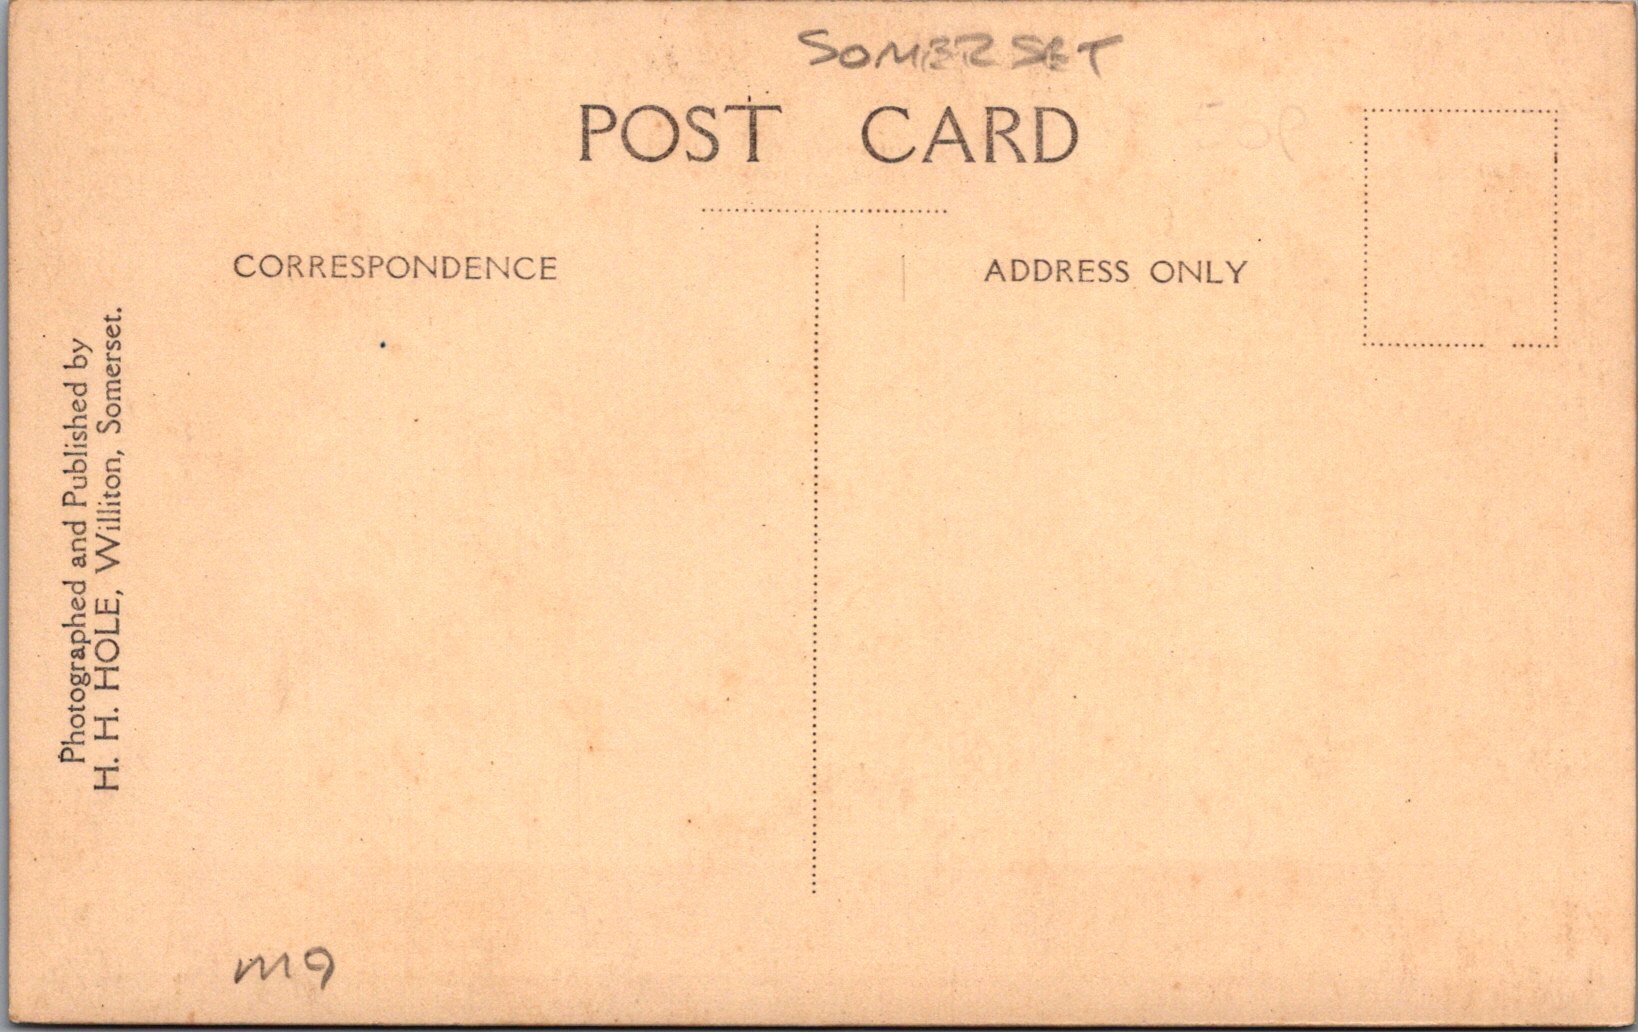 SOMERSET
POST CARD
CORRESPONDENCE
ADDRESS ONLY
Photographed and Published by
H. H. HOLE, Williton, Somerset.
m9